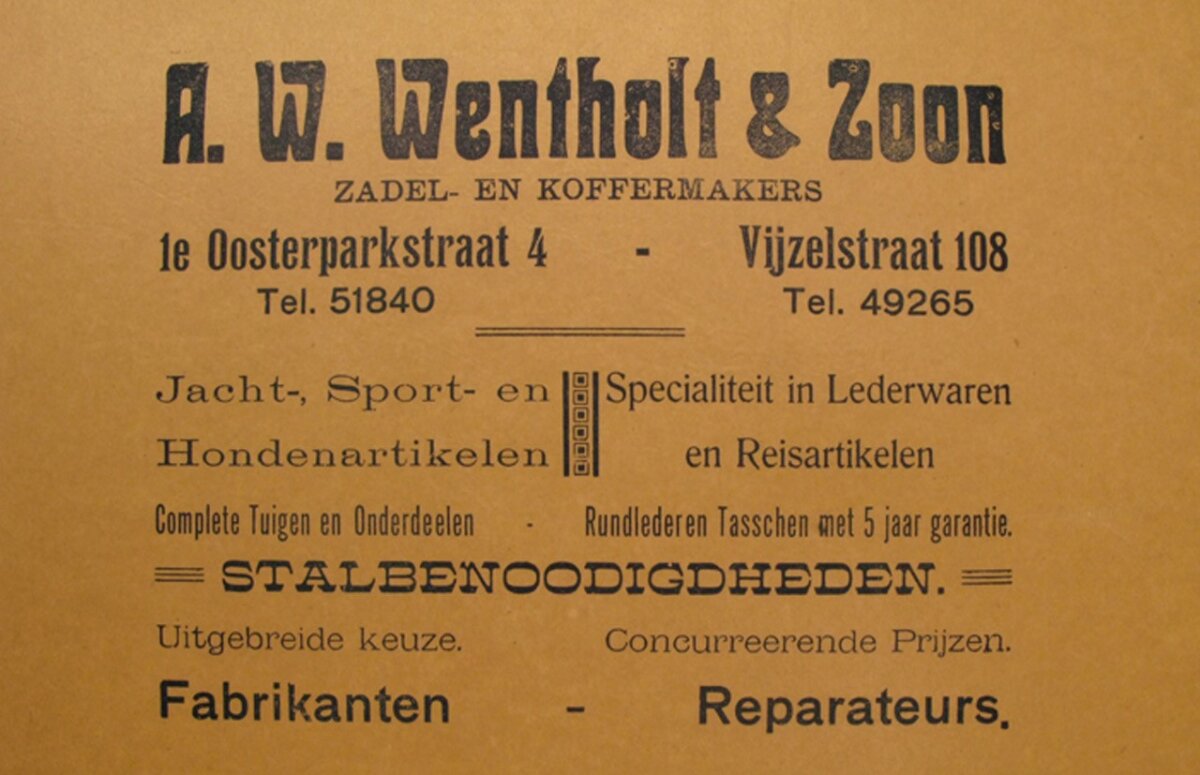 A. W. Wentholt & Zoon
ZADEL- EN KOFFERMAKERS
1e Oosterparkstraat 4 - Vijzelstraat 108
Tel. 51840 Tel. 49265
Jacht-, Sport- en Specialiteit in Lederwaren
Hondenartikelen en Reisartikelen
Complete Tuigen en Onderdeelen - Rundlederen Tasschen met 5 jaar garantie.
STALBENOODIGDHEDEN.
Uitgebreide keuze. Concurreerende Prijzen.
Fabrikanten - Reparateurs.